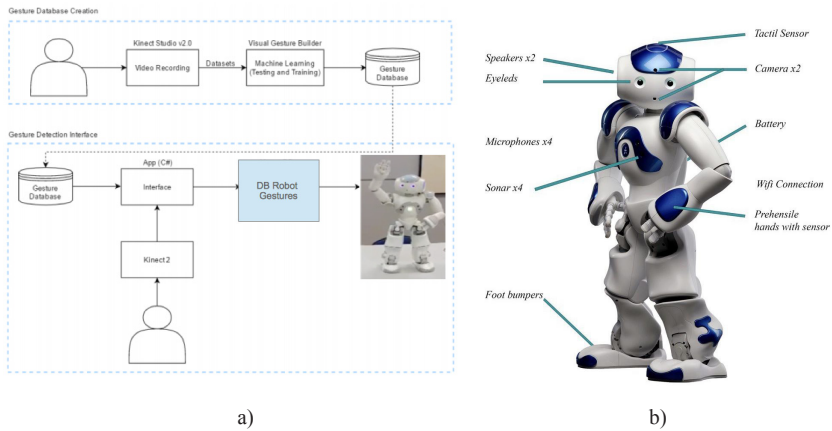 Gesture Database Creation
Kinect Studio v2.0
Video Recording
Datasets
Visual Gesture Builder
Machine Learning
(Testing and Training)
Gesture
Database
Gesture Detection Interface
Gesture
Database
App (C#)
Interface
DB Robot
Gestures
Kinect 2
a)
Tactil Sensor
Speakers x2
Camera x2
Eyeleds
Battery
Microphones x4
Sonar x4
Wifi Connection
Prehensile
hands with sensor
Foot bumpers
b)